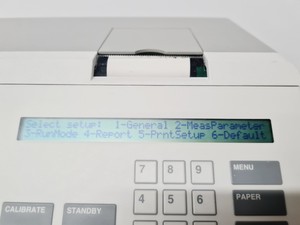 Select setup: 1-General 2-MeasParameter
3-RunMode 4-Report 5-PrntSetup 6-Default
7 8 9 MENU
4 5 6 PAPER
CALIBRATE STANDBY